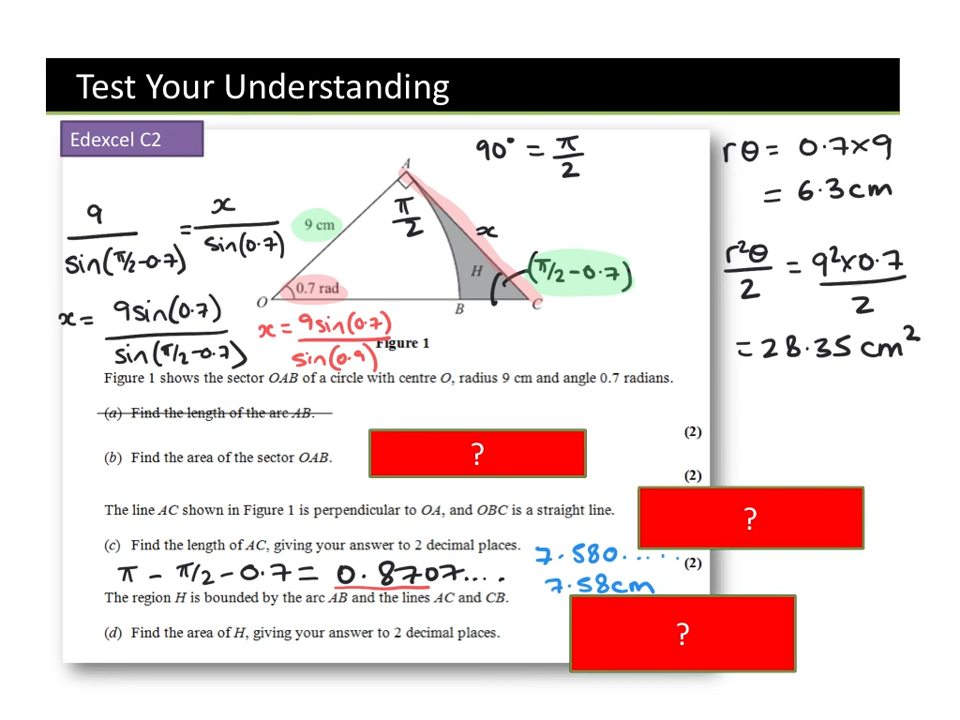 Test Your Understanding
Edexcel C2
90° = π/2
rθ = 0.7×9
= 6.3cm
9/sin(π/2-0.7) = x/sin(0.7)
A
9 cm
π/2
x
H
(π/2-0.7)
r²θ/2 = 9²×0.7/2
= 28.35 cm²
O
0.7 rad
B
C
x = 9sin(0.7)/sin(π/2-0.7)
x = 9sin(0.7)/sin(0.9)
Figure 1
Figure 1 shows the sector OAB of a circle with centre O, radius 9 cm and angle 0.7 radians.
(a) Find the length of the arc AB.
(2)
(b) Find the area of the sector OAB.
?
(2)
The line AC shown in Figure 1 is perpendicular to OA, and OBC is a straight line.
?
(c) Find the length of AC, giving your answer to 2 decimal places.
7.580.....
(2)
π - π/2 - 0.7 = 0.8707....
7.58cm
The region H is bounded by the arc AB and the lines AC and CB.
(d) Find the area of H, giving your answer to 2 decimal places.
?